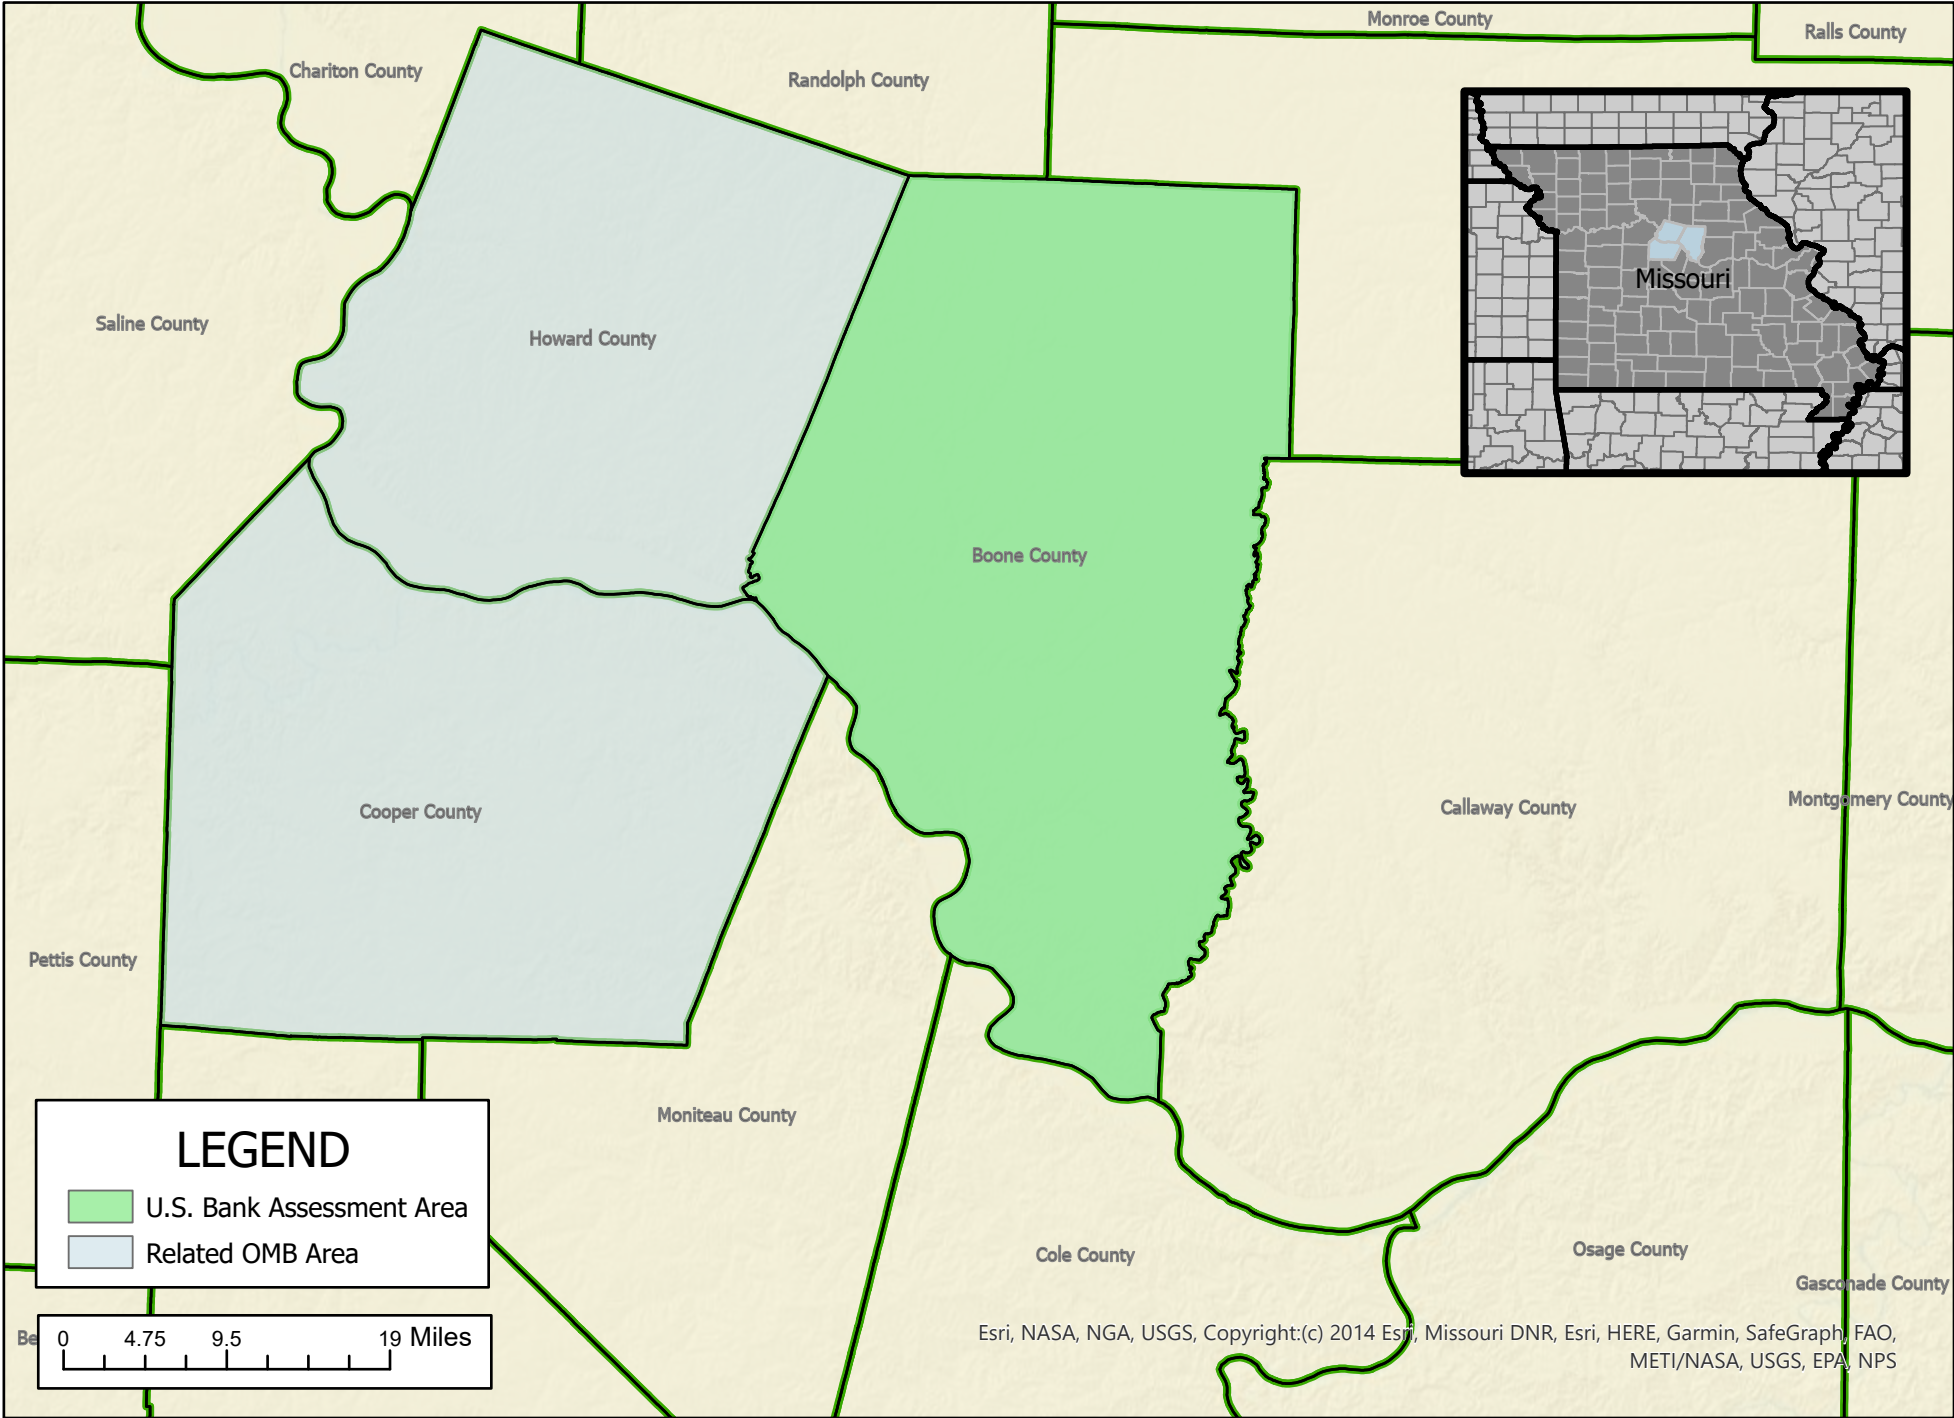 Monroe County
Ralls County
Chariton County
Randolph County
Saline County
Howard County
Missouri
Boone County
Cooper County
Callaway County
Montgomery County
Pettis County
Moniteau County
Cole County
Osage County
Gasconade County
LEGEND
U.S. Bank Assessment Area
Related OMB Area
Be
0 4.75 9.5 19 Miles
Esri, NASA, NGA, USGS, Copyright:(c) 2014 Esri, Missouri DNR, Esri, HERE, Garmin, SafeGraph, FAO,
METI/NASA, USGS, EPA, NPS